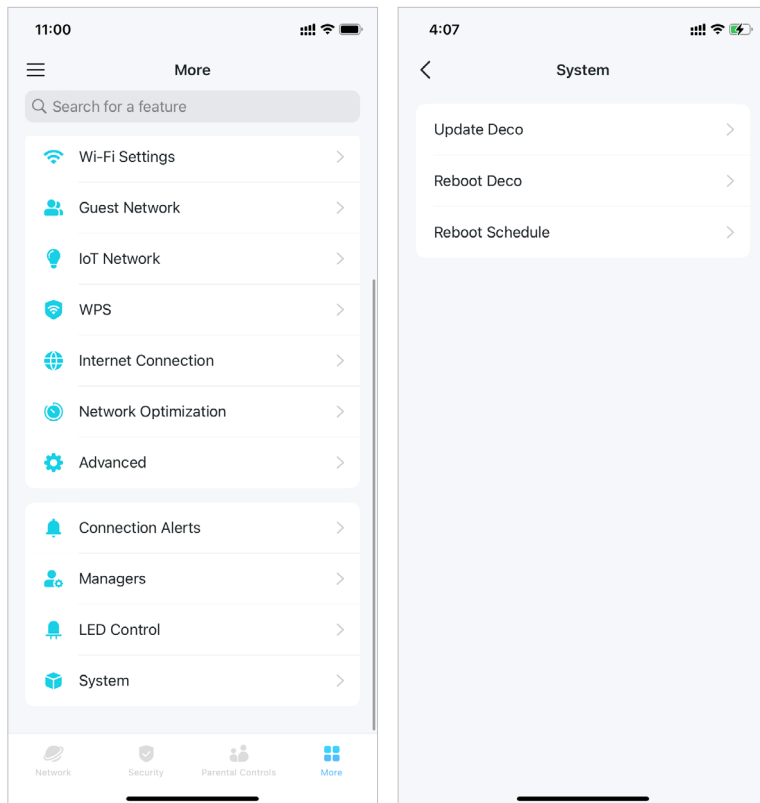 11:00
More
Search for a feature
Wi-Fi Settings
Guest Network
IoT Network
WPS
Internet Connection
Network Optimization
Advanced
Connection Alerts
Managers
LED Control
System
Network Security Parental Controls More
4:07
System
Update Deco
Reboot Deco
Reboot Schedule